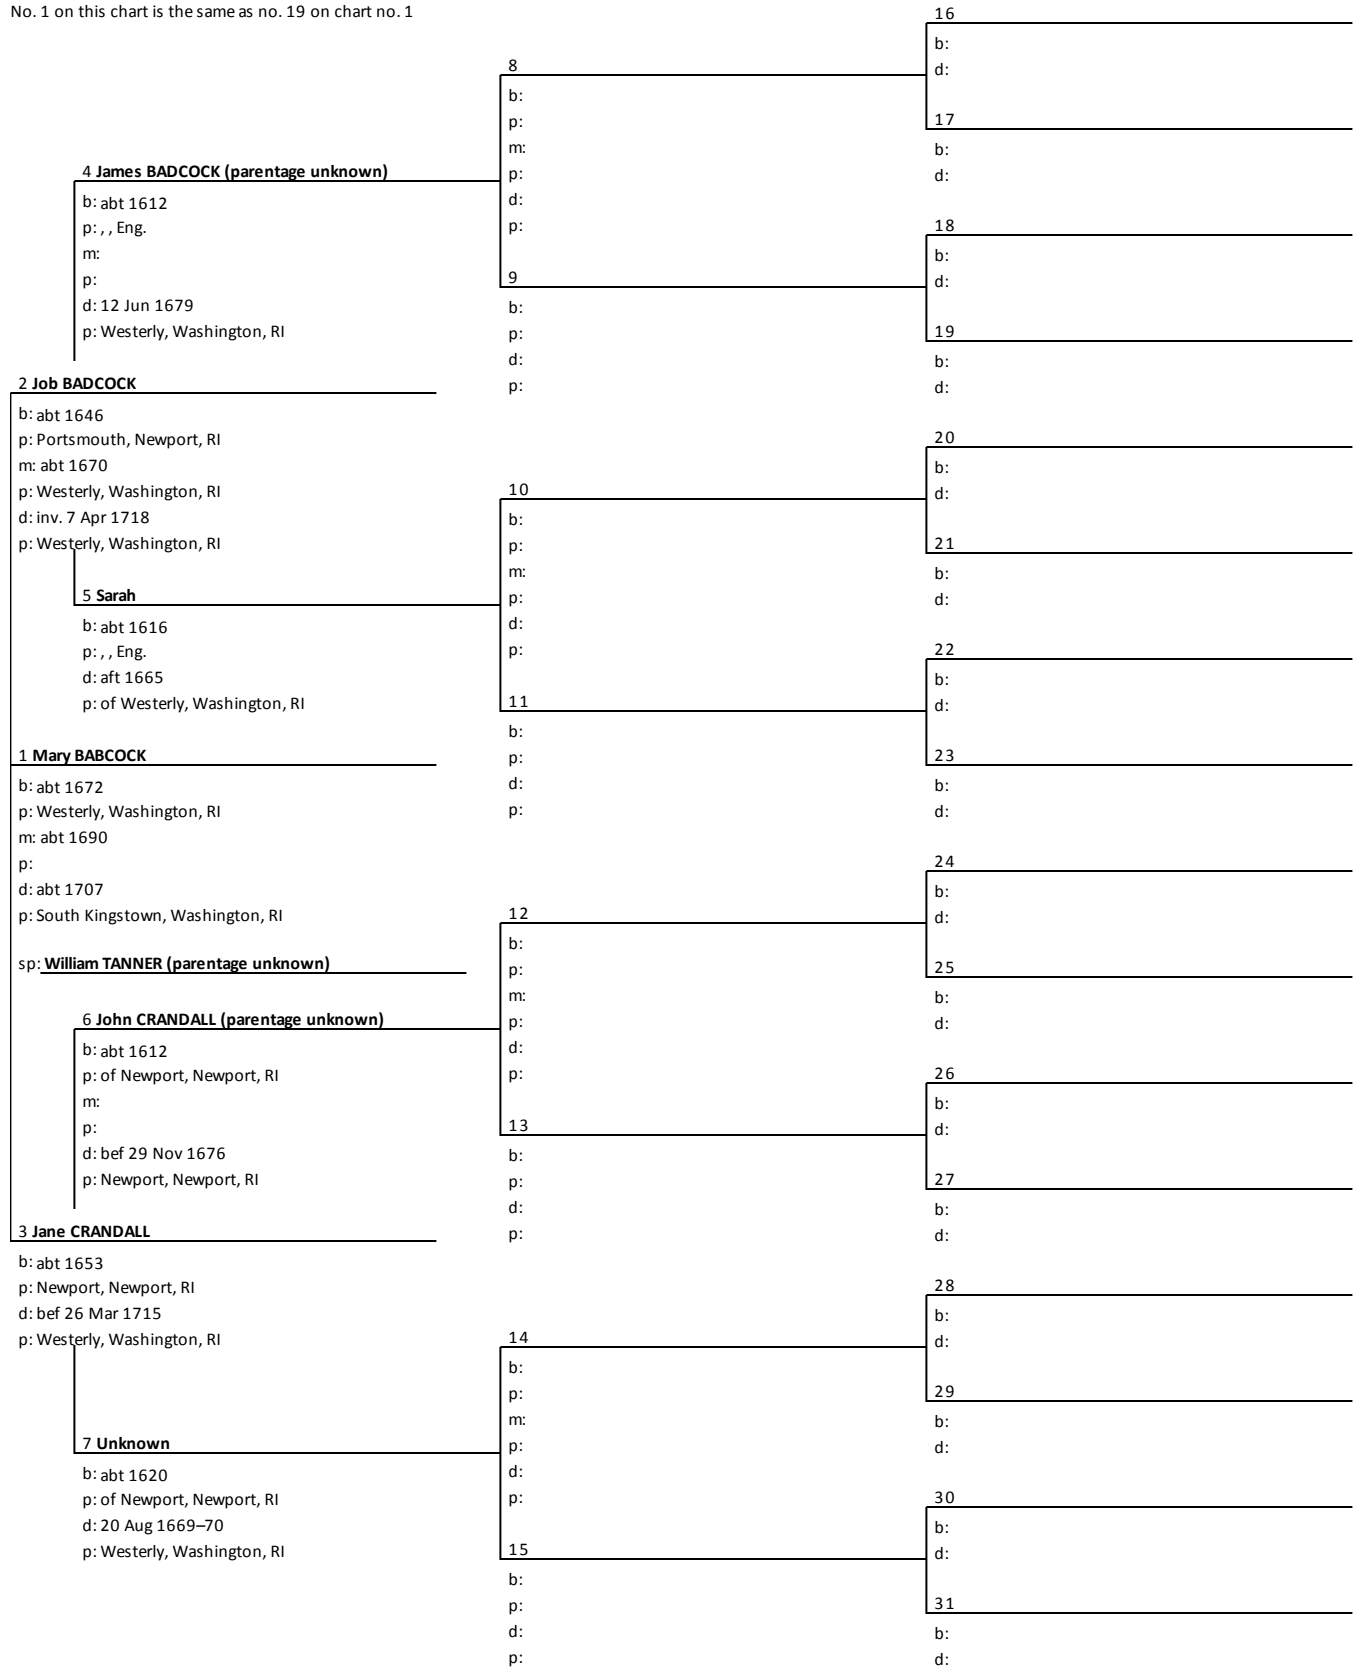 No. 1 on this chart is the same as no. 19 on chart no. 1
4 James BADCOCK (parentage unknown)
b: abt 1612
p: , , Eng.
m:
p:
d: 12 Jun 1679
p: Westerly, Washington, RI
2 Job BADCOCK
b: abt 1646
p: Portsmouth, Newport, RI
m: abt 1670
p: Westerly, Washington, RI
d: inv. 7 Apr 1718
p: Westerly, Washington, RI
5 Sarah
b: abt 1616
p: , , Eng.
d: aft 1665
p: of Westerly, Washington, RI
1 Mary BABCOCK
b: abt 1672
p: Westerly, Washington, RI
m: abt 1690
p:
d: abt 1707
p: South Kingstown, Washington, RI
sp: William TANNER (parentage unknown)
6 John CRANDALL (parentage unknown)
b: abt 1612
p: of Newport, Newport, RI
m:
p:
d: bef 29 Nov 1676
p: Newport, Newport, RI
3 Jane CRANDALL
b: abt 1653
p: Newport, Newport, RI
d: bef 26 Mar 1715
p: Westerly, Washington, RI
7 Unknown
b: abt 1620
p: of Newport, Newport, RI
d: 20 Aug 1669–70
p: Westerly, Washington, RI
8
b:
p:
m:
p:
d:
p:
9
b:
p:
d:
p:
10
b:
p:
m:
p:
d:
p:
11
b:
p:
d:
p:
12
b:
p:
m:
p:
d:
p:
13
b:
p:
d:
p:
14
b:
p:
m:
p:
d:
p:
15
b:
p:
d:
p:
16
b:
d:
17
b:
d:
18
b:
d:
19
b:
d:
20
b:
d:
21
b:
d:
22
b:
d:
23
b:
d:
24
b:
d:
25
b:
d:
26
b:
d:
27
b:
d:
28
b:
d:
29
b:
d:
30
b:
d:
31
b:
d: